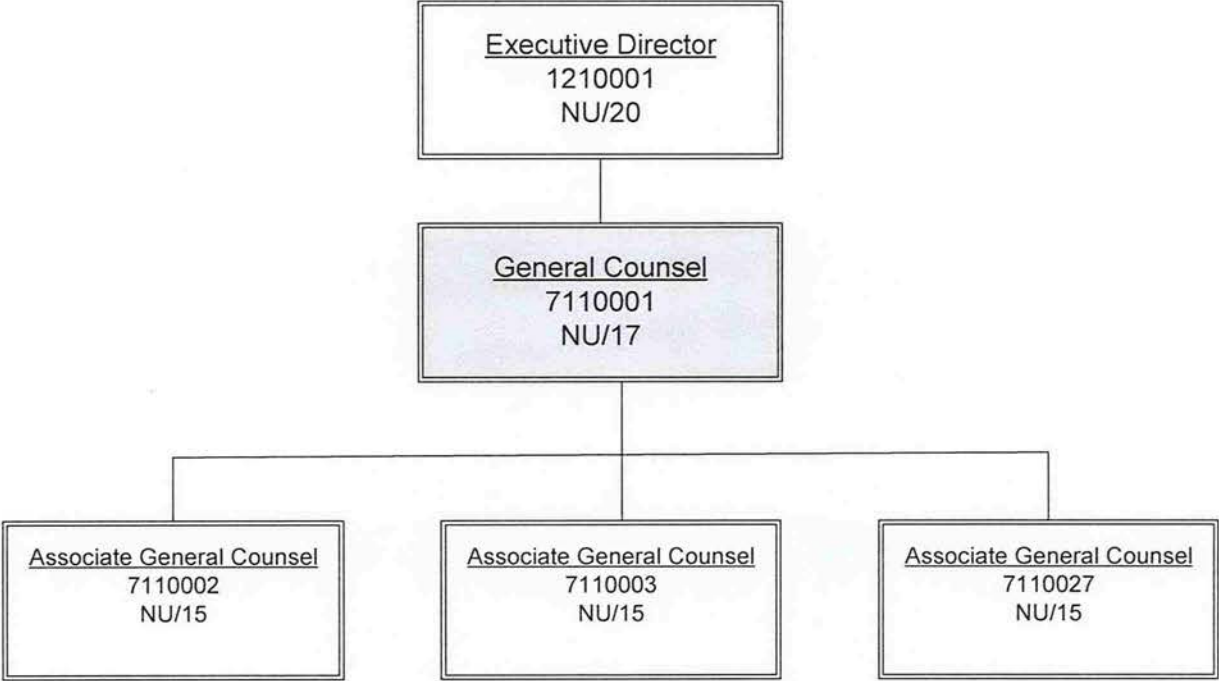 Executive Director
1210001
NU/20
General Counsel
7110001
NU/17
Associate General Counsel
7110002
NU/15
Associate General Counsel
7110003
NU/15
Associate General Counsel
7110027
NU/15